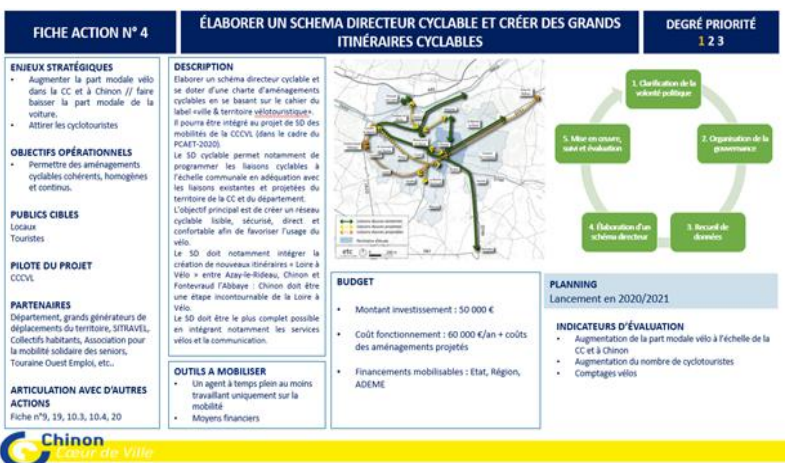 FICHE ACTION N° 4
ÉLABORER UN SCHEMA DIRECTEUR CYCLABLE ET CRÉER DES GRANDS
ITINÉRAIRES CYCLABLES
DEGRÉ PRIORITÉ
1 2 3
ENJEUX STRATÉGIQUES
• Augmenter la part modale vélo
dans la CC et à Chinon // faire
baisser la part modale de la
voiture.
• Attirer les cyclotouristes
OBJECTIFS OPÉRATIONNELS
• Permettre des aménagements
cyclables cohérents, homogènes
et continus.
PUBLICS CIBLES
Locaux
Touristes
PILOTE DU PROJET
CCCVL
PARTENAIRES
Département, grands générateurs de
déplacements du territoire, SITRAVEL,
Collectifs habitants, Association pour
la mobilité solidaire des seniors,
Touraine Ouest Emploi, etc..
ARTICULATION AVEC D'AUTRES
ACTIONS
Fiche n°9, 19, 10.3, 10.4, 20
DESCRIPTION
Elaborer un schéma directeur cyclable et
se doter d'une charte d'aménagements
cyclables en se basant sur le cahier du
label «ville & territoire vélotouristique».
Il pourra être intégré au projet de SD des
mobilités de la CCCVL (dans le cadre du
PCAET-2020).
Le SD cyclable permet notamment de
programmer les liaisons cyclables à
l'échelle communale en adéquation avec
les liaisons existantes et projetées du
territoire de la CC et du département.
L'objectif principal est de créer un réseau
cyclable lisible, sécurisé, direct et
confortable afin de favoriser l'usage du
vélo.
Le SD doit notamment intégrer la
création de nouveaux itinéraires « Loire à
Vélo » entre Azay-le-Rideau, Chinon et
Fontevraud l'Abbaye : Chinon doit être
une étape incontournable de la Loire à
Vélo.
Le SD doit être le plus complet possible
en intégrant notamment les services
vélos et la communication.
OUTILS A MOBILISER
• Un agent à temps plein au moins
travaillant uniquement sur la
mobilité
• Moyens financiers
etc
BUDGET
• Montant investissement : 50 000 €
• Coût fonctionnement : 60 000 €/an + coûts
des aménagements projetés
• Financements mobilisables : Etat, Région,
ADEME
1. Clarification de la
volonté politique
2. Organisation de la
gouvernance
3. Recueil de
données
4. Élaboration d'un
schéma directeur
5. Mise en œuvre,
suivi et évaluation
PLANNING
Lancement en 2020/2021
INDICATEURS D'ÉVALUATION
• Augmentation de la part modale vélo à l'échelle de la
CC et à Chinon
• Augmentation du nombre de cyclotouristes
• Comptages vélos
Chinon
Cœur de Ville